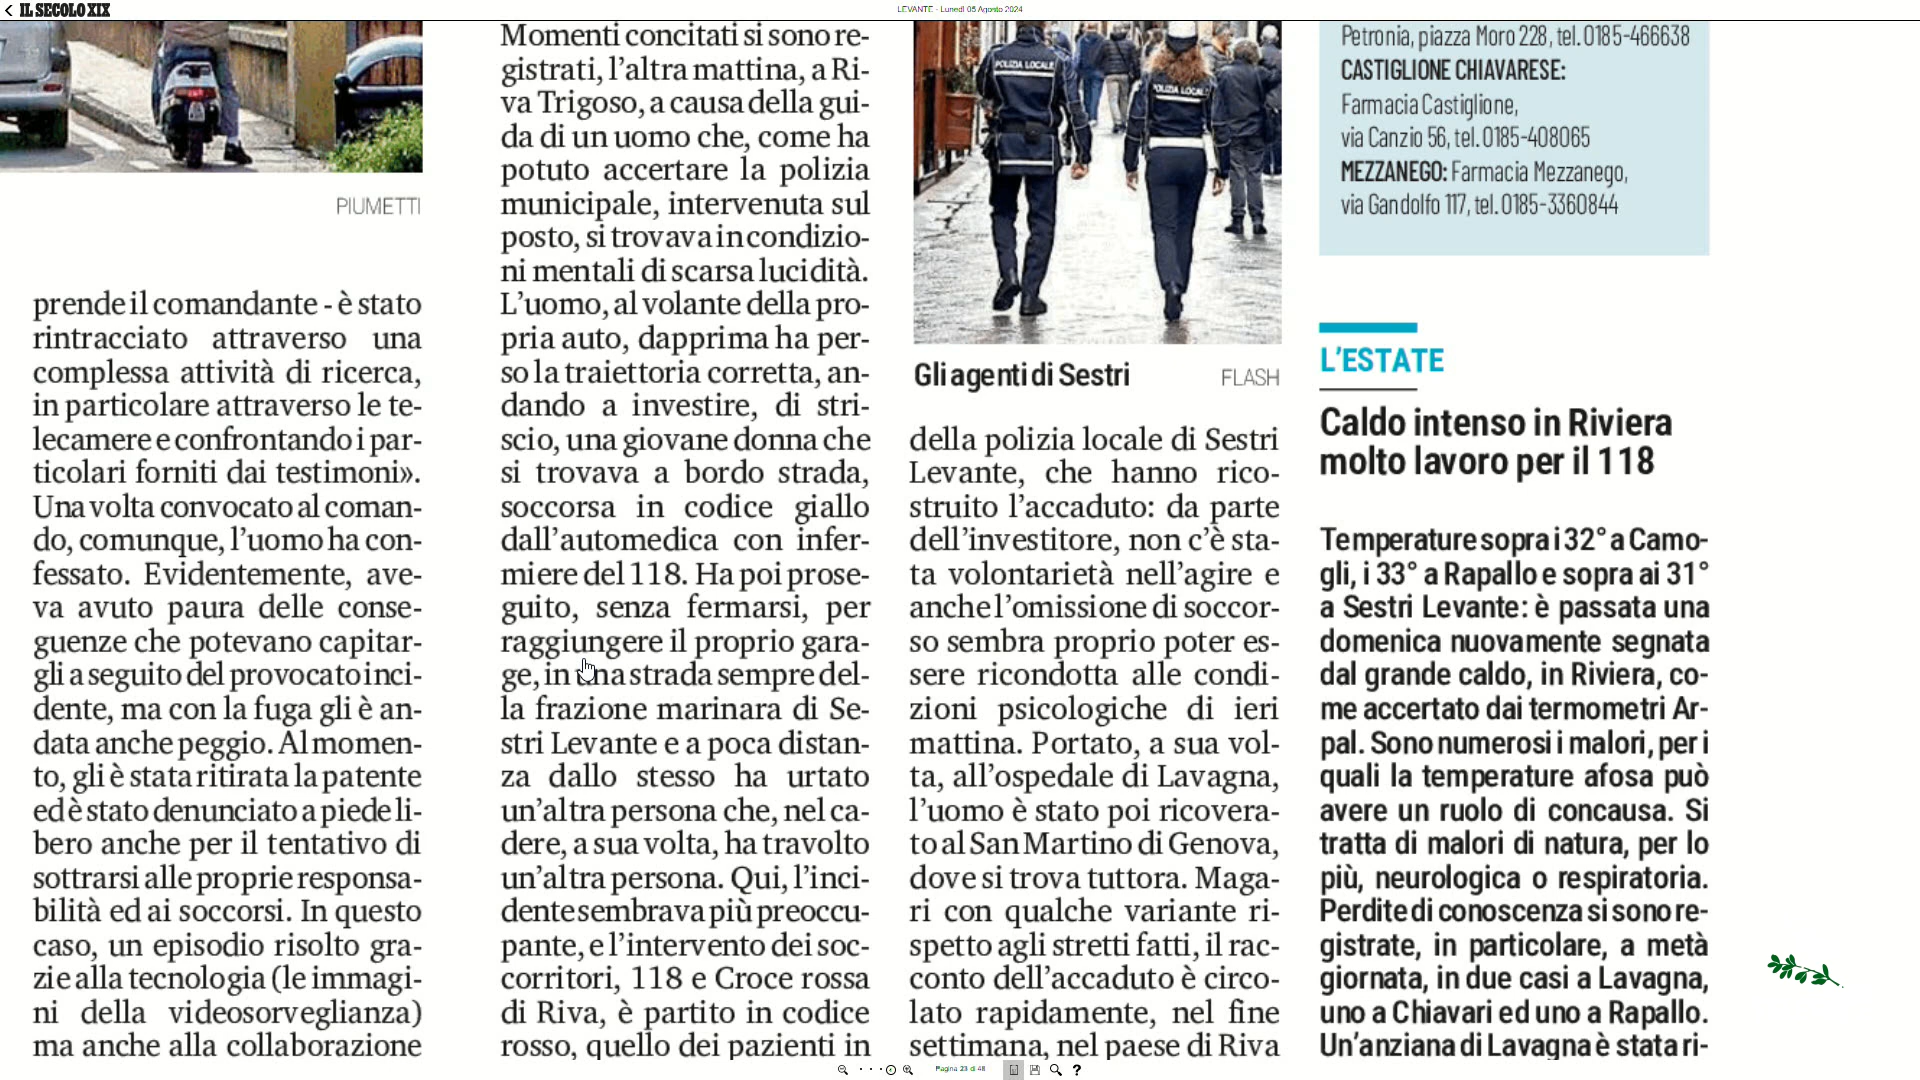 IL SECOLO XIX
LEVANTE - Lunedì 05 Agosto 2024
PIUMETTI
prende il comandante - è stato
rintracciato attraverso una
complessa attività di ricerca,
in particolare attraverso le te-
lecamere e confrontando i par-
ticolari forniti dai testimoni».
Una volta convocato al coman-
do, comunque, l'uomo ha con-
fessato. Evidentemente, ave-
va avuto paura delle conse-
guenze che potevano capitar-
gli a seguito del provocato inci-
dente, ma con la fuga gli è an-
data anche peggio. Al momen-
to, gli è stata ritirata la patente
ed è stato denunciato a piede li-
bero anche per il tentativo di
sottrarsi alle proprie responsa-
bilità ed ai soccorsi. In questo
caso, un episodio risolto gra-
zie alla tecnologia (le immagi-
ni della videosorveglianza)
ma anche alla collaborazione
Momenti concitati si sono re-
gistrati, l'altra mattina, a Ri-
va Trigoso, a causa della gui-
da di un uomo che, come ha
potuto accertare la polizia
municipale, intervenuta sul
posto, si trovava in condizio-
ni mentali di scarsa lucidità.
L'uomo, al volante della pro-
pria auto, dapprima ha per-
so la traiettoria corretta, an-
dando a investire, di stri-
scio, una giovane donna che
si trovava a bordo strada,
soccorsa in codice giallo
dall'automedica con infer-
miere del 118. Ha poi prose-
guito, senza fermarsi, per
raggiungere il proprio gara-
ge, in una strada sempre del-
la frazione marinara di Se-
stri Levante e a poca distan-
za dallo stesso ha urtato
un'altra persona che, nel ca-
dere, a sua volta, ha travolto
un'altra persona. Qui, l'inci-
dente sembrava più preoccu-
pante, e l'intervento dei soc-
corritori, 118 e Croce rossa
di Riva, è partito in codice
rosso, quello dei pazienti in
POLIZIA LOCALE
POLIZIA LOCALE
Gli agenti di Sestri
FLASH
della polizia locale di Sestri
Levante, che hanno rico-
struito l'accaduto: da parte
dell'investitore, non c'è sta-
ta volontarietà nell'agire e
anche l'omissione di soccor-
so sembra proprio poter es-
sere ricondotta alle condi-
zioni psicologiche di ieri
mattina. Portato, a sua vol-
ta, all'ospedale di Lavagna,
l'uomo è stato poi ricovera-
to al San Martino di Genova,
dove si trova tuttora. Maga-
ri con qualche variante ri-
spetto agli stretti fatti, il rac-
conto dell'accaduto è circo-
lato rapidamente, nel fine
settimana, nel paese di Riva
Petronia, piazza Moro 228, tel. 0185-466638
CASTIGLIONE CHIAVARESE:
Farmacia Castiglione,
via Canzio 56, tel. 0185-408065
MEZZANEGO: Farmacia Mezzanego,
via Gandolfo 117, tel. 0185-3360844
L'ESTATE
Caldo intenso in Riviera
molto lavoro per il 118
Temperature sopra i 32° a Camo-
gli, i 33° a Rapallo e sopra ai 31°
a Sestri Levante: è passata una
domenica nuovamente segnata
dal grande caldo, in Riviera, co-
me accertato dai termometri Ar-
pal. Sono numerosi i malori, per i
quali la temperature afosa può
avere un ruolo di concausa. Si
tratta di malori di natura, per lo
più, neurologica o respiratoria.
Perdite di conoscenza si sono re-
gistrate, in particolare, a metà
giornata, in due casi a Lavagna,
uno a Chiavari ed uno a Rapallo.
Un'anziana di Lavagna è stata ri-
Pagina 23 di 48
?